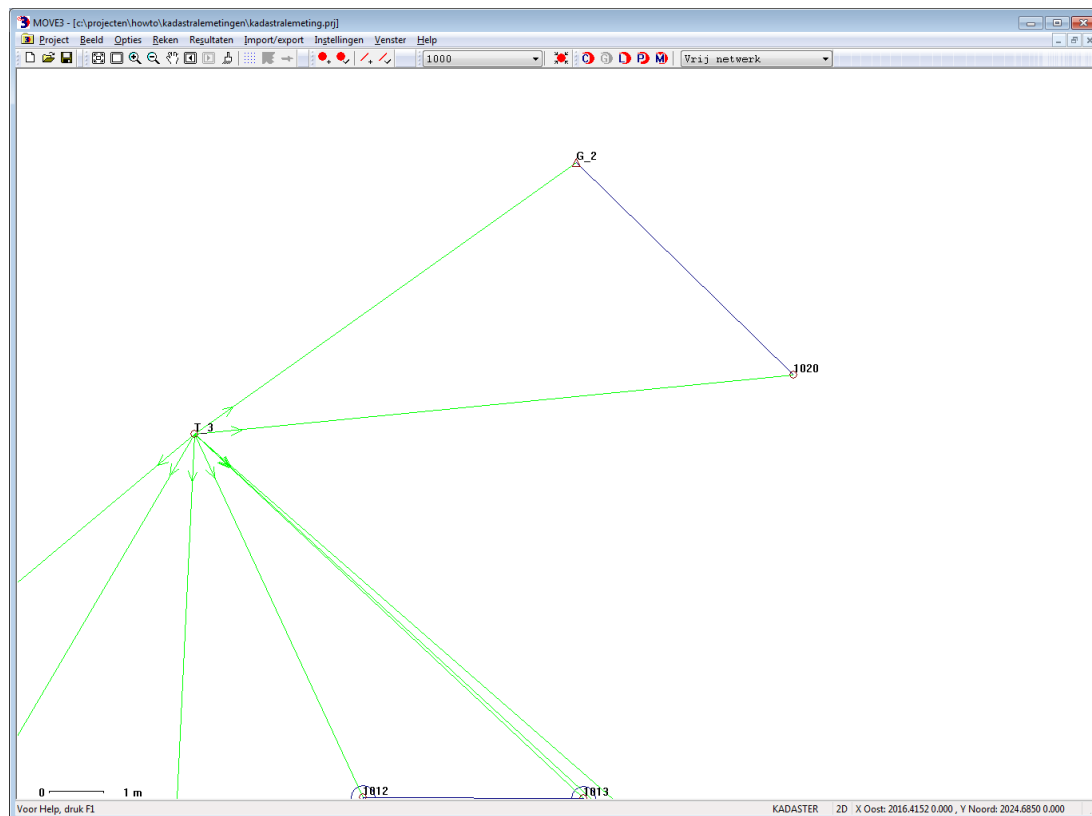 MOVE3 - [c:\projecten\howto\kadastralemetingen\kadastralemeting.prj]
Project Beeld Opties Reken Resultaten Import/export Instellingen Venster Help
1000 Vrij netwerk
G_2
1020
T_3
0 1 m
1012
1013
Voor Help, druk F1
KADASTER 2D X Oost: 2016.4152 0.000 , Y Noord: 2024.6850 0.000